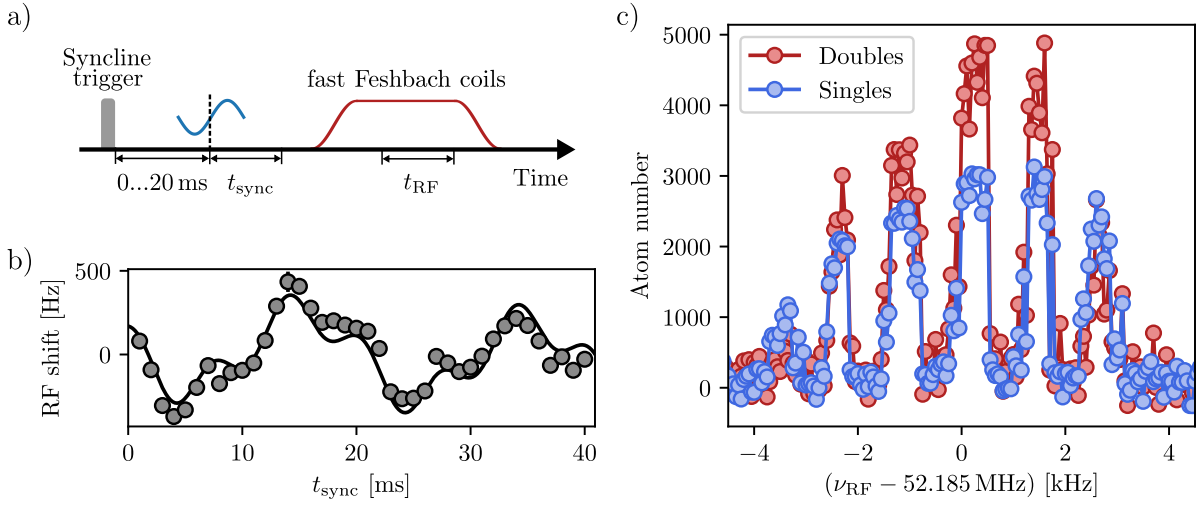 a)
Syncline
trigger
fast Feshbach coils
0...20 ms
t_sync
t_RF
Time
b)
500
0
RF shift [Hz]
0 10 20 30 40
t_sync [ms]
c)
Doubles
Singles
5000
4000
3000
2000
1000
0
Atom number
−4 −2 0 2 4
(ν_RF − 52.185 MHz) [kHz]